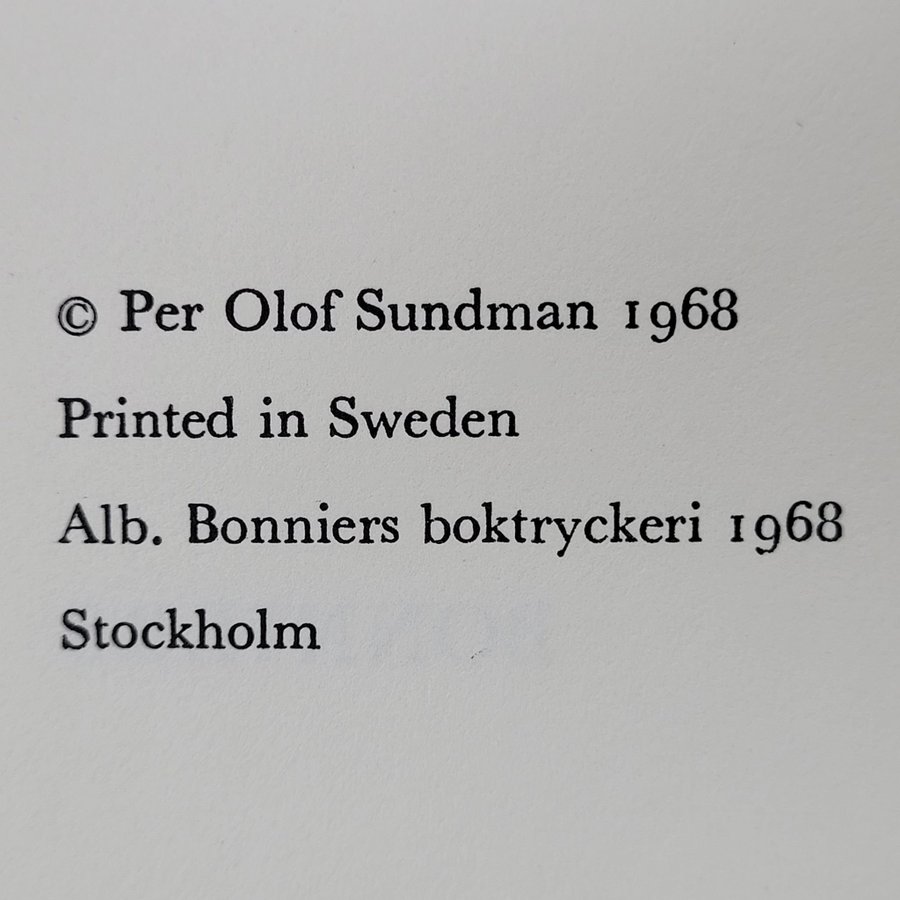 © Per Olof Sundman 1968
Printed in Sweden
Alb. Bonniers boktryckeri 1968
Stockholm